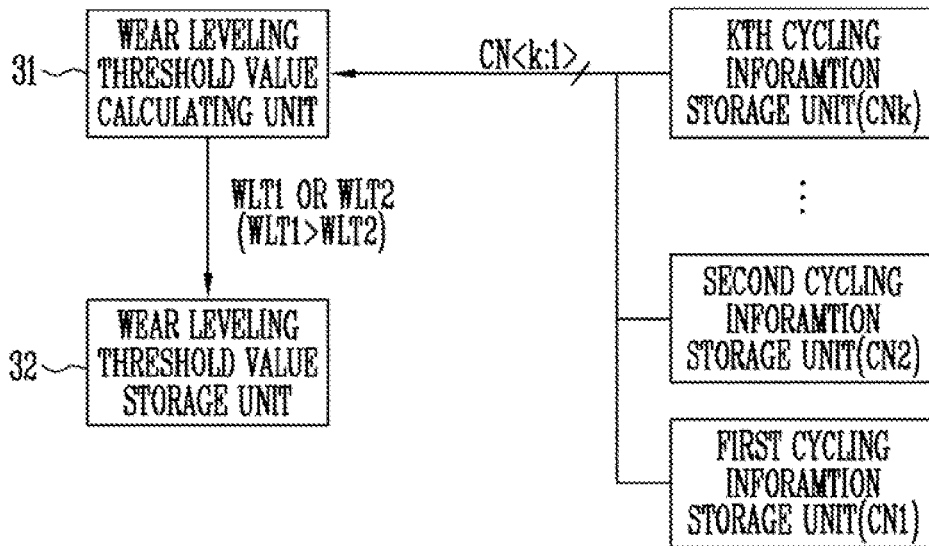 31
WEAR LEVELING
THRESHOLD VALUE
CALCULATING UNIT
CN<k:1>
KTH CYCLING
INFORAMTION
STORAGE UNIT(CNk)
WLT1 OR WLT2
(WLT1>WLT2)
⋮
32
WEAR LEVELING
THRESHOLD VALUE
STORAGE UNIT
SECOND CYCLING
INFORAMTION
STORAGE UNIT(CN2)
FIRST CYCLING
INFORAMTION
STORAGE UNIT(CN1)